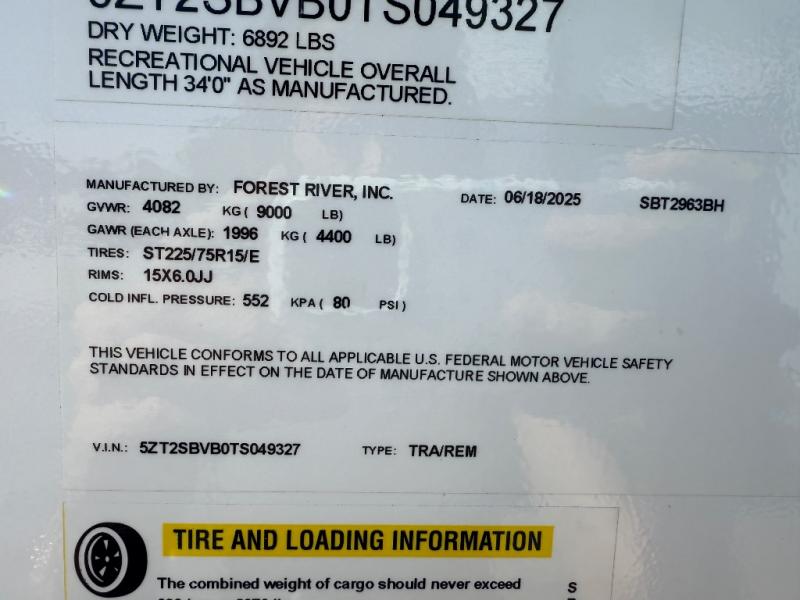 5ZT2SBVB0TS049327
DRY WEIGHT: 6892 LBS
RECREATIONAL VEHICLE OVERALL
LENGTH 34'0" AS MANUFACTURED.
MANUFACTURED BY: FOREST RIVER, INC. DATE: 06/18/2025 SBT2963BH
GVWR: 4082 KG ( 9000 LB)
GAWR (EACH AXLE): 1996 KG ( 4400 LB)
TIRES: ST225/75R15/E
RIMS: 15X6.0JJ
COLD INFL. PRESSURE: 552 KPA ( 80 PSI )
THIS VEHICLE CONFORMS TO ALL APPLICABLE U.S. FEDERAL MOTOR VEHICLE SAFETY
STANDARDS IN EFFECT ON THE DATE OF MANUFACTURE SHOWN ABOVE.
V.I.N.: 5ZT2SBVB0TS049327 TYPE: TRA/REM
TIRE AND LOADING INFORMATION
The combined weight of cargo should never exceed S